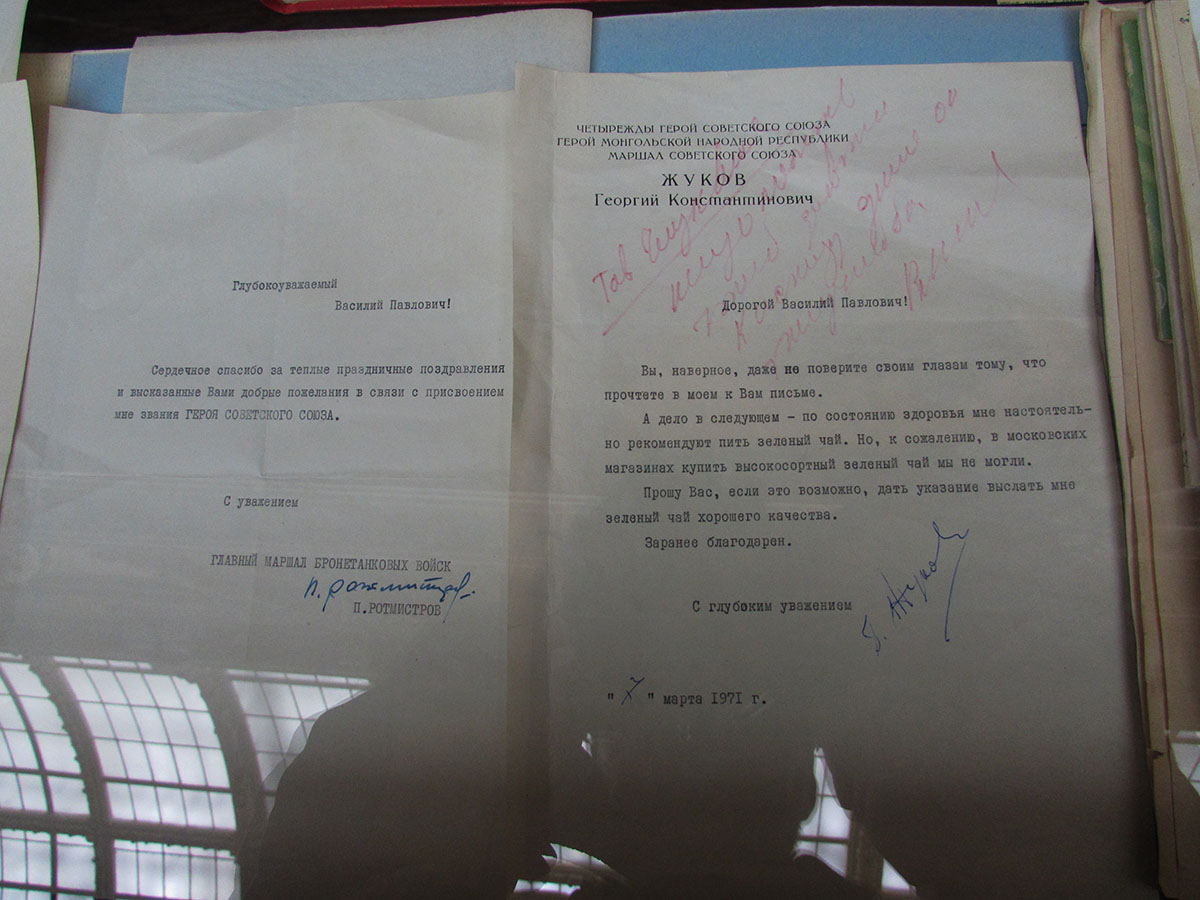 Глубокоуважаемый
Василий Павлович!
Сердечное спасибо за теплые праздничные поздравления
и высказанные Вами добрые пожелания в связи с присвоением
мне звания ГЕРОЯ СОВЕТСКОГО СОЮЗА.
С уважением
ГЛАВНЫЙ МАРШАЛ БРОНЕТАНКОВЫХ ВОЙСК
П. Ротмистров
П.РОТМИСТРОВ
ЧЕТЫРЕЖДЫ ГЕРОЙ СОВЕТСКОГО СОЮЗА
ГЕРОЙ МОНГОЛЬСКОЙ НАРОДНОЙ РЕСПУБЛИКИ
МАРШАЛ СОВЕТСКОГО СОЮЗА
ЖУКОВ
Георгий Константинович
Дорогой Василий Павлович!
Вы, наверное, даже не поверите своим глазам тому, что
прочтете в моем к Вам письме.
А дело в следующем - по состоянию здоровья мне настоятель-
но рекомендуют пить зеленый чай. Но, к сожалению, в московских
магазинах купить высокосортный зеленый чай мы не могли.
Прошу Вас, если это возможно, дать указание выслать мне
зеленый чай хорошего качества.
Заранее благодарен.
С глубоким уважением
Г. Жуков
" " марта 1971 г.